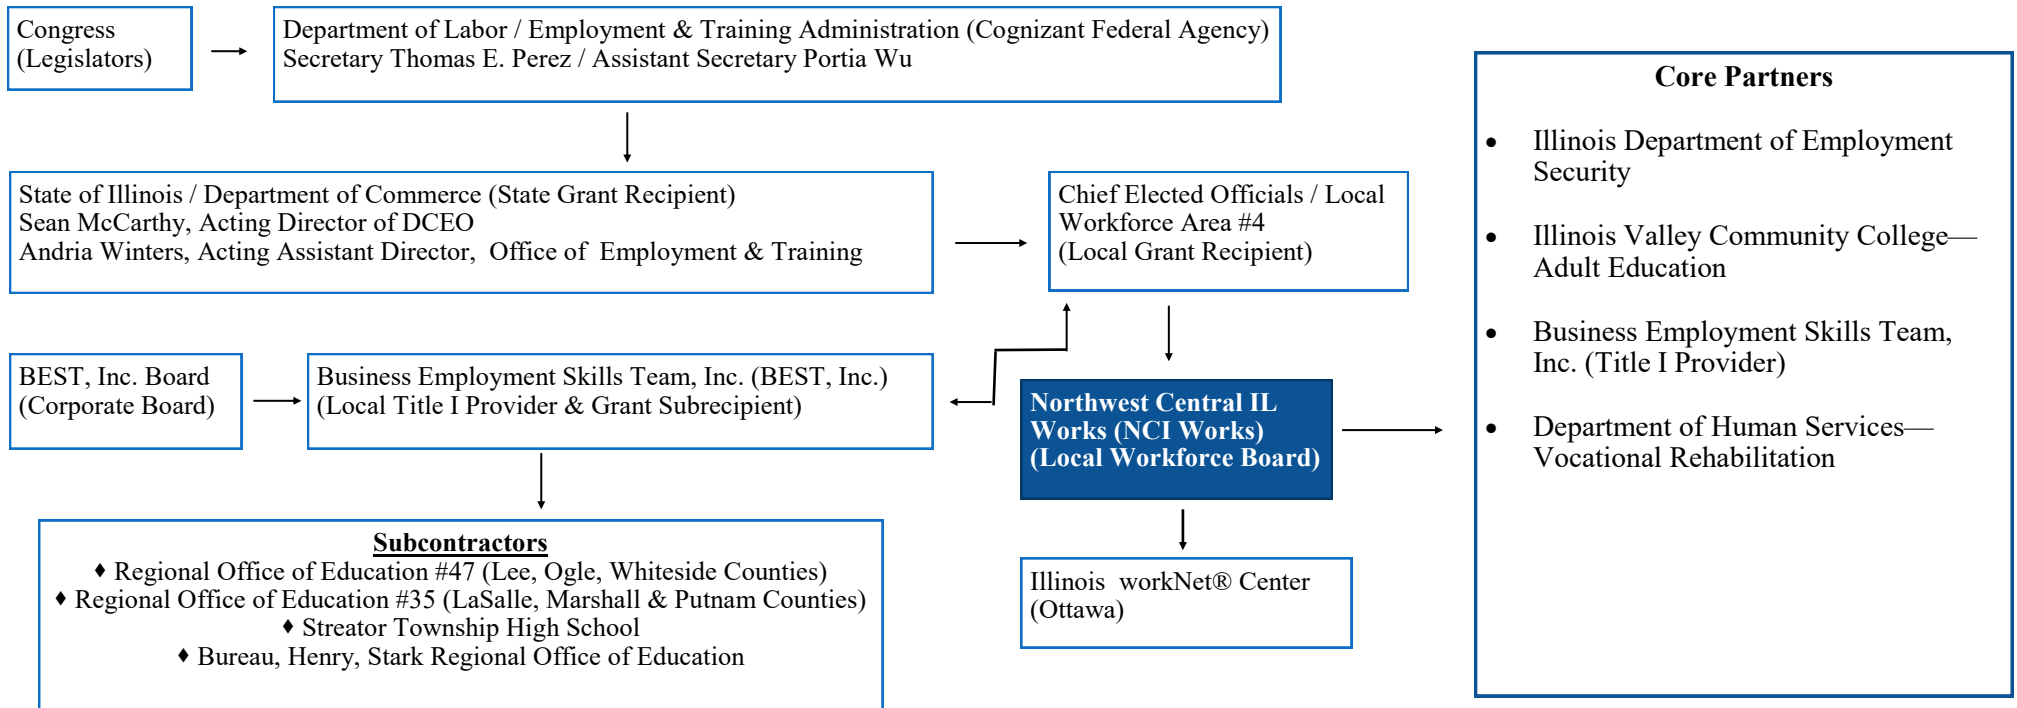 Congress
(Legislators)
Department of Labor / Employment & Training Administration (Cognizant Federal Agency)
Secretary Thomas E. Perez / Assistant Secretary Portia Wu
State of Illinois / Department of Commerce (State Grant Recipient)
Sean McCarthy, Acting Director of DCEO
Andria Winters, Acting Assistant Director, Office of Employment & Training
Chief Elected Officials / Local
Workforce Area #4
(Local Grant Recipient)
BEST, Inc. Board
(Corporate Board)
Business Employment Skills Team, Inc. (BEST, Inc.)
(Local Title I Provider & Grant Subrecipient)
Northwest Central IL
Works (NCI Works)
(Local Workforce Board)
Subcontractors
♦ Regional Office of Education #47 (Lee, Ogle, Whiteside Counties)
♦ Regional Office of Education #35 (LaSalle, Marshall & Putnam Counties)
♦ Streator Township High School
♦ Bureau, Henry, Stark Regional Office of Education
Illinois workNet® Center
(Ottawa)
Core Partners
• Illinois Department of Employment
Security
• Illinois Valley Community College—
Adult Education
• Business Employment Skills Team,
Inc. (Title I Provider)
• Department of Human Services—
Vocational Rehabilitation